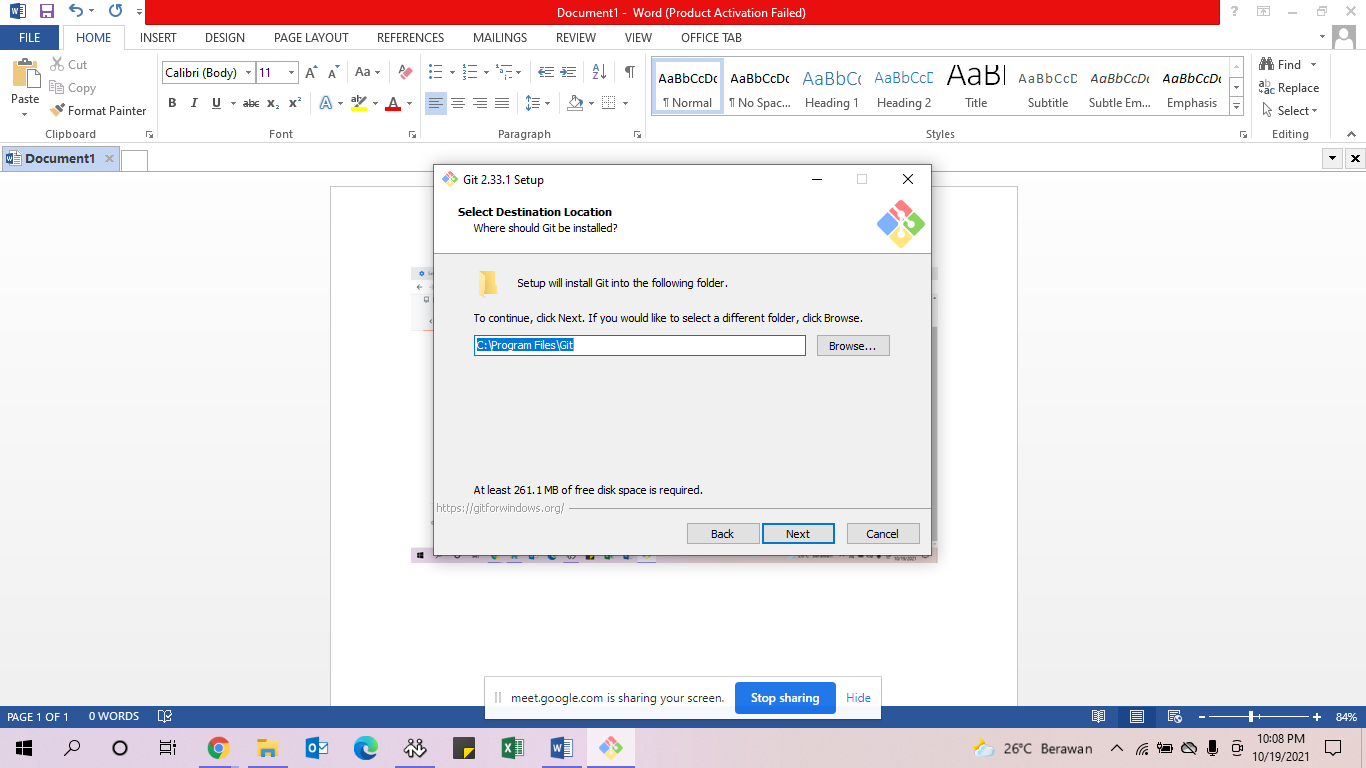 Document1 - Word (Product Activation Failed)
FILE HOME INSERT DESIGN PAGE LAYOUT REFERENCES MAILINGS REVIEW VIEW OFFICE TAB
Paste
Cut
Copy
Format Painter
Clipboard
Calibri (Body) 11
Font
Paragraph
AaBbCcDc AaBbCcDc AaBbCc AaBbCcD AaBl AaBbCcD AaBbCcDc AaBbCcDc
¶ Normal ¶ No Spac... Heading 1 Heading 2 Title Subtitle Subtle Em... Emphasis
Styles
Find
Replace
Select
Editing
Document1
Git 2.33.1 Setup
Select Destination Location
Where should Git be installed?
Setup will install Git into the following folder.
To continue, click Next. If you would like to select a different folder, click Browse.
C:\Program Files\Git
Browse...
At least 261.1 MB of free disk space is required.
https://gitforwindows.org/
Back Next Cancel
meet.google.com is sharing your screen. Stop sharing Hide
PAGE 1 OF 1 0 WORDS 84%
26°C Berawan
10:08 PM
10/19/2021